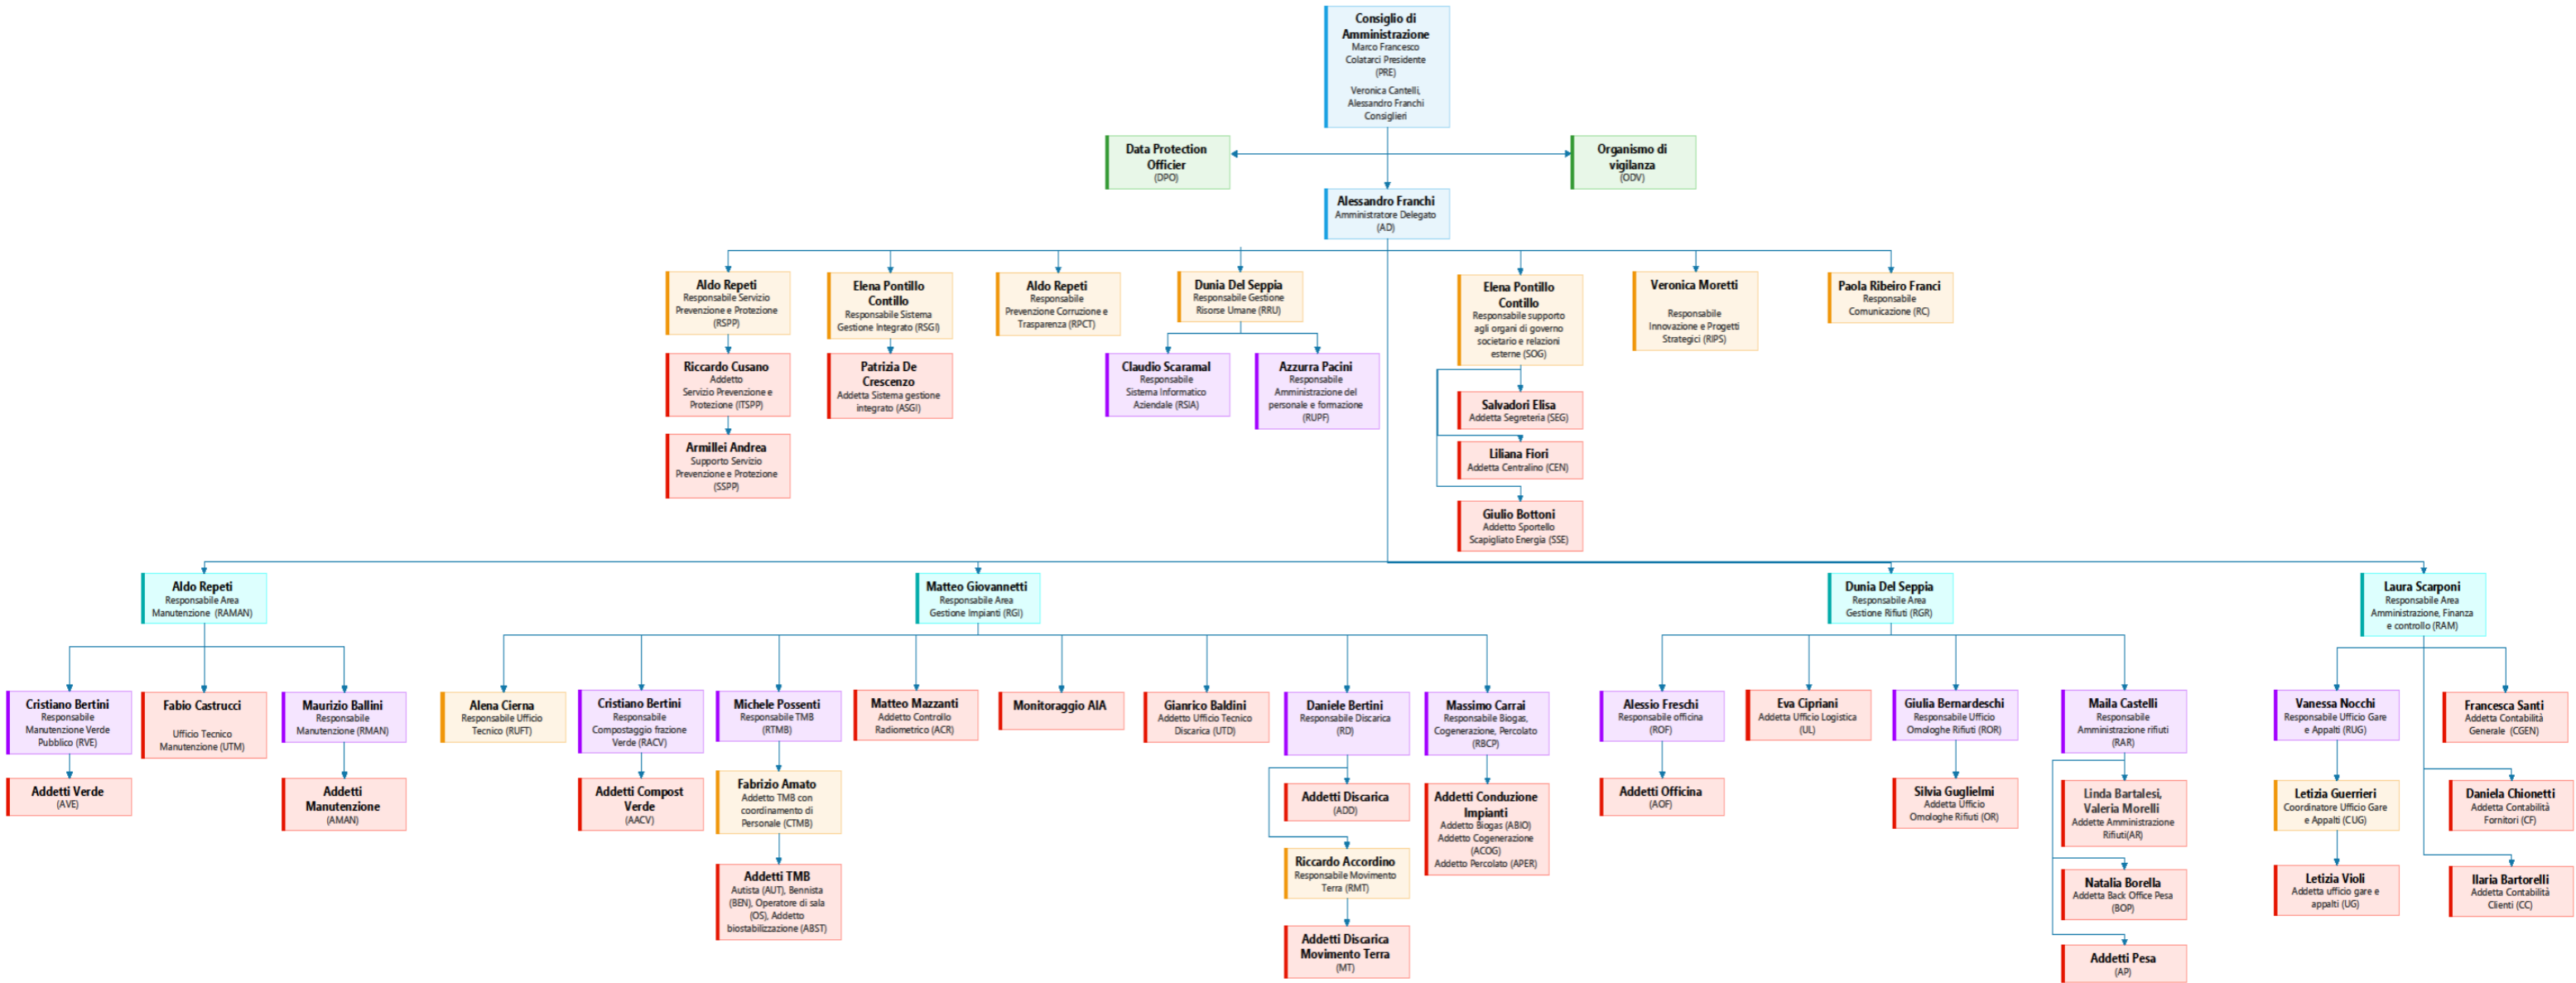 Consiglio di
Amministrazione
Marco Francesco
Colatarci Presidente
(PRE)
Veronica Cantelli,
Alessandro Franchi
Consiglieri
Data Protection
Officier
(DPO)
Organismo di
vigilanza
(ODV)
Alessandro Franchi
Amministratore Delegato
(AD)
Aldo Repeti
Responsabile Servizio
Prevenzione e Protezione
(RSPP)
Elena Pontillo
Contillo
Responsabile Sistema
Gestione Integrato (RSGI)
Aldo Repeti
Responsabile
Prevenzione Corruzione e
Trasparenza (RPCT)
Dunia Del Seppia
Responsabile Gestione
Risorse Umane (RRU)
Elena Pontillo
Contillo
Responsabile supporto
agli organi di governo
societario e relazioni
esterne (SOG)
Veronica Moretti
Responsabile
Innovazione e Progetti
Strategici (RIPS)
Paola Ribeiro Franci
Responsabile
Comunicazione (RC)
Riccardo Cusano
Addetto
Servizio Prevenzione e
Protezione (ITSPP)
Patrizia De
Crescenzo
Addetta Sistema gestione
integrato (ASGI)
Claudio Scaramal
Responsabile
Sistema Informatico
Aziendale (RSIA)
Azzurra Pacini
Responsabile
Amministrazione del
personale e formazione
(RUPF)
Salvadori Elisa
Addetta Segreteria (SEG)
Armillei Andrea
Supporto Servizio
Prevenzione e Protezione
(SSPP)
Liliana Fiori
Addetta Centralino (CEN)
Giulio Bottoni
Addetto Sportello
Scapigliato Energia (SSE)
Aldo Repeti
Responsabile Area
Manutenzione (RAMAN)
Matteo Giovannetti
Responsabile Area
Gestione Impianti (RGI)
Dunia Del Seppia
Responsabile Area
Gestione Rifiuti (RGR)
Laura Scarponi
Responsabile Area
Amministrazione, Finanza
e controllo (RAM)
Cristiano Bertini
Responsabile
Manutenzione Verde
Pubblico (RVE)
Fabio Castrucci
Ufficio Tecnico
Manutenzione (UTM)
Maurizio Ballini
Responsabile
Manutenzione (RMAN)
Alena Cierna
Responsabile Ufficio
Tecnico (RUFT)
Cristiano Bertini
Responsabile
Compostaggio frazione
Verde (RACV)
Michele Possenti
Responsabile TMB
(RTMB)
Matteo Mazzanti
Addetto Controllo
Radiometrico (ACR)
Monitoraggio AIA
Gianrico Baldini
Addetto Ufficio Tecnico
Discarica (UTD)
Daniele Bertini
Responsabile Discarica
(RD)
Massimo Carrai
Responsabile Biogas,
Cogenerazione, Percolato
(RBCP)
Alessio Freschi
Responsabile officina
(ROF)
Eva Cipriani
Addetta Ufficio Logistica
(UL)
Giulia Bernardeschi
Responsabile Ufficio
Omologhe Rifiuti (ROR)
Maila Castelli
Responsabile
Amministrazione rifiuti
(RAR)
Vanessa Nocchi
Responsabile Ufficio Gare
e Appalti (RUG)
Francesca Santi
Addetta Contabilità
Generale (CGEN)
Addetti Verde
(AVE)
Addetti
Manutenzione
(AMAN)
Addetti Compost
Verde
(AACV)
Fabrizio Amato
Addetto TMB con
coordinamento di
Personale (CTMB)
Addetti Discarica
(ADD)
Addetti Conduzione
Impianti
Addetto Biogas (ABIO)
Addetto Cogenerazione
(ACOG)
Addetto Percolato (APER)
Addetti Officina
(AOF)
Silvia Guglielmi
Addetta Ufficio
Omologhe Rifiuti (OR)
Linda Bartalesi,
Valeria Morelli
Addette Amministrazione
Rifiuti(AR)
Letizia Guerrieri
Coordinatore Ufficio Gare
e Appalti (CUG)
Daniela Chionetti
Addetta Contabilità
Fornitori (CF)
Addetti TMB
Autista (AUT), Bennista
(BEN), Operatore di sala
(OS), Addetto
biostabilizzazione (ABST)
Riccardo Accordino
Responsabile Movimento
Terra (RMT)
Natalia Borella
Addetta Back Office Pesa
(BOP)
Letizia Violi
Addetta ufficio gare e
appalti (UG)
Ilaria Bartorelli
Addetta Contabilità
Clienti (CC)
Addetti Discarica
Movimento Terra
(MT)
Addetti Pesa
(AP)